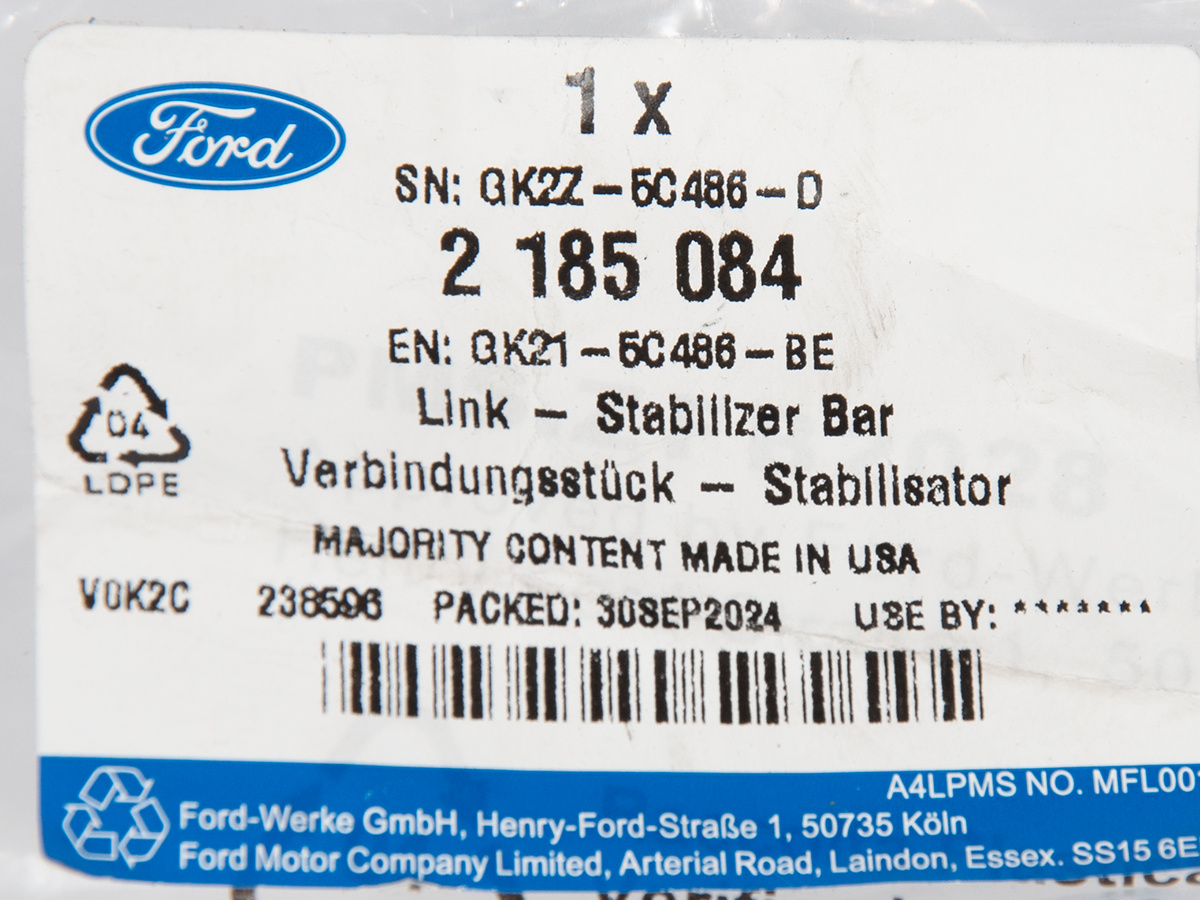 Ford
1 x
SN: GK2Z-5C486-D
2 185 084
EN: GK21-5C486-BE
Link - Stabilizer Bar
04
LDPE
Verbindungsstück - Stabilisator
MAJORITY CONTENT MADE IN USA
V0K2C 238596 PACKED: 30SEP2024 USE BY: *******
A4LPMS NO. MFL001
Ford-Werke GmbH, Henry-Ford-Straße 1, 50735 Köln
Ford Motor Company Limited, Arterial Road, Laindon, Essex. SS15 6E